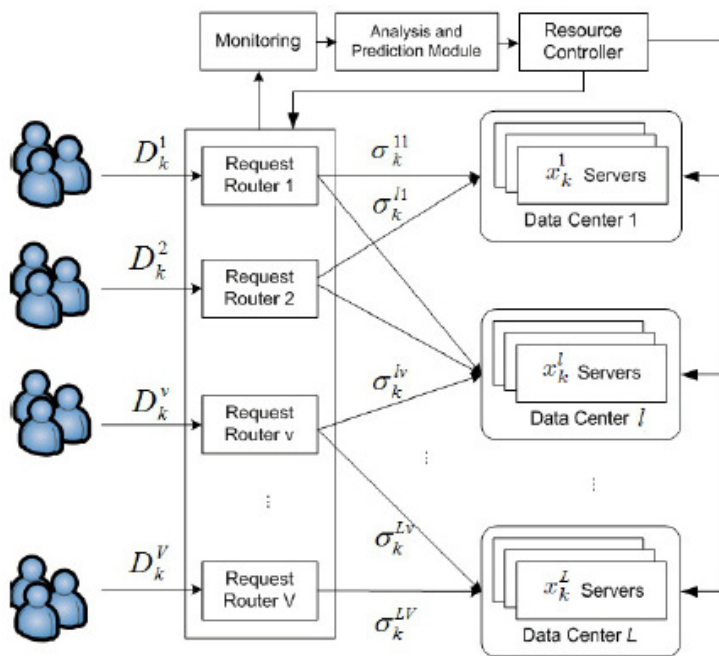 Monitoring
Analysis and
Prediction Module
Resource
Controller
D_k^1
Request
Router 1
σ_k^{11}
x_k^1 Servers
Data Center 1
σ_k^{l1}
D_k^2
Request
Router 2
x_k^l Servers
Data Center l
D_k^v
Request
Router v
σ_k^{lv}
...
...
...
σ_k^{Lv}
D_k^V
Request
Router V
σ_k^{LV}
x_k^L Servers
Data Center L